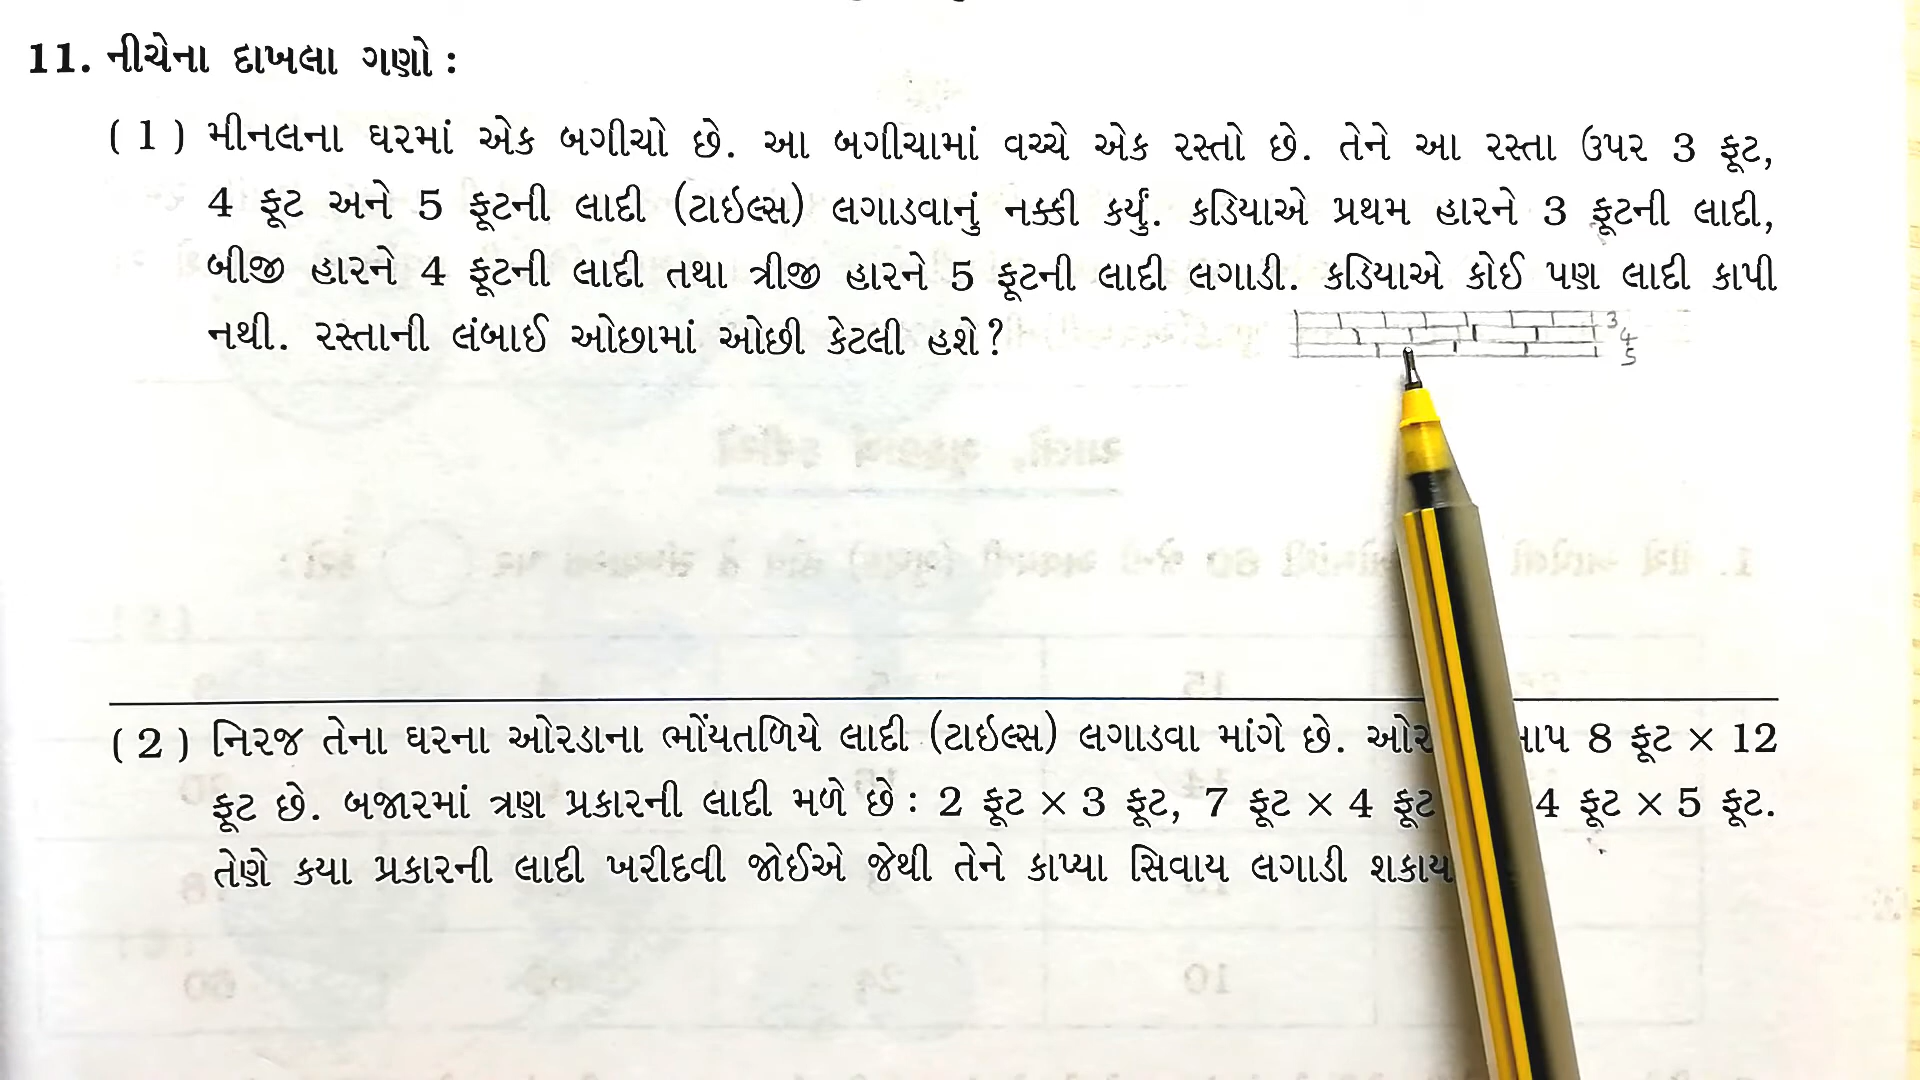 11. નીચેના દાખલા ગણો :
( 1 ) મીનલના ઘરમાં એક બગીચો છે. આ બગીચામાં વચ્ચે એક રસ્તો છે. તેને આ રસ્તા ઉપર 3 ફૂટ,
4 ફૂટ અને 5 ફૂટની લાદી (ટાઇલ્સ) લગાડવાનું નક્કી કર્યું. કડિયાએ પ્રથમ હારને 3 ફૂટની લાદી,
બીજી હારને 4 ફૂટની લાદી તથા ત્રીજી હારને 5 ફૂટની લાદી લગાડી. કડિયાએ કોઈ પણ લાદી કાપી
નથી. રસ્તાની લંબાઈ ઓછામાં ઓછી કેટલી હશે ?
3
4
5
( 2 ) નિરજ તેના ઘરના ઓરડાના ભોંયતળિયે લાદી (ટાઇલ્સ) લગાડવા માંગે છે. 8 ફૂટ × 12
ફૂટ છે. બજારમાં ત્રણ પ્રકારની લાદી મળે છે : 2 ફૂટ × 3 ફૂટ, 7 ફૂટ × 4 ફૂટ 4 ફૂટ × 5 ફૂટ.
તેણે કયા પ્રકારની લાદી ખરીદવી જોઈએ જેથી તેને કાપ્યા સિવાય લગાડી શકાય